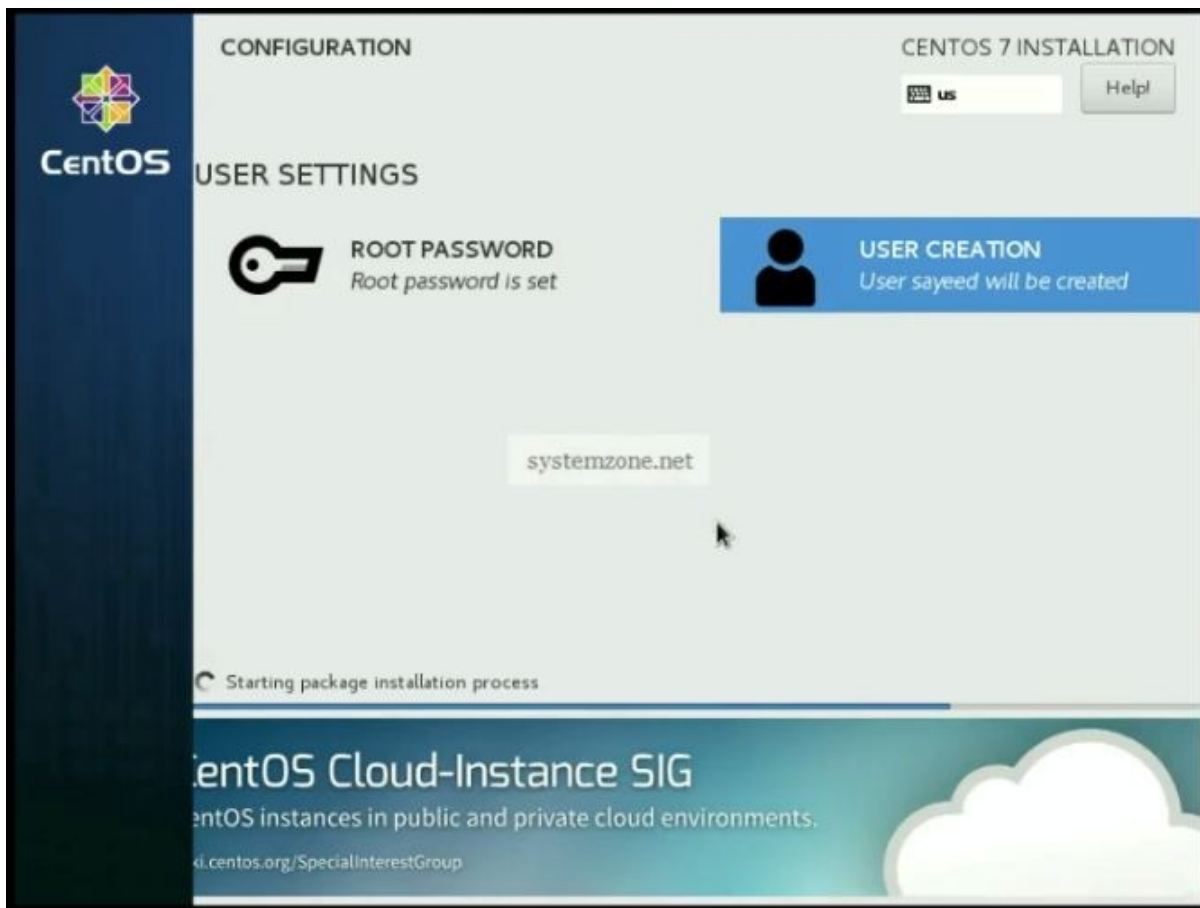 CONFIGURATION
CENTOS 7 INSTALLATION
us
Help!
CentOS
USER SETTINGS
ROOT PASSWORD
Root password is set
USER CREATION
User sayeed will be created
systemzone.net
Starting package installation process
entOS Cloud-Instance SIG
entOS instances in public and private cloud environments.
ki.centos.org/SpecialInterestGroup